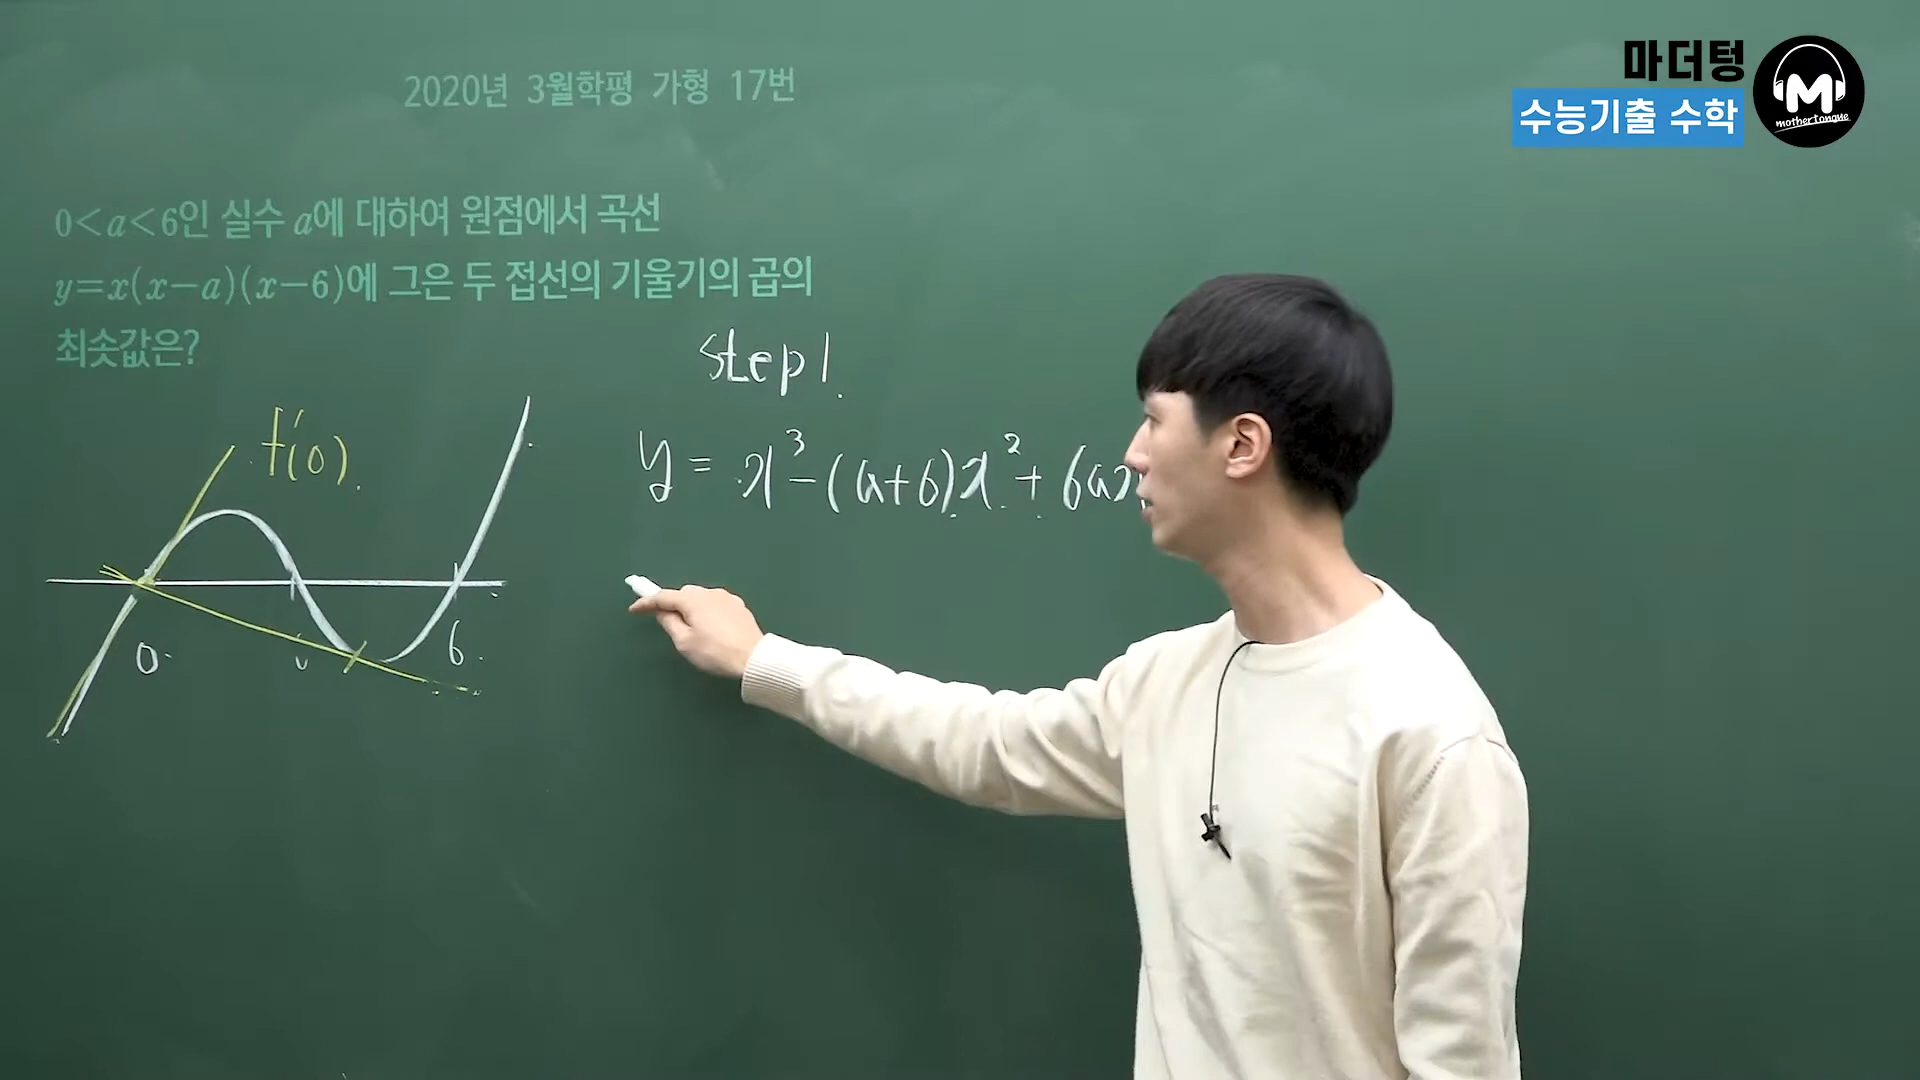 2020년 3월학평 가형 17번
마더텅
수능기출 수학
M
mothertongue
0<a<6인 실수 a에 대하여 원점에서 곡선
y=x(x-a)(x-6)에 그은 두 접선의 기울기의 곱의
최솟값은?
step 1.
f'(0).
y = x³-(a+6)x²+ 6ax
0
6